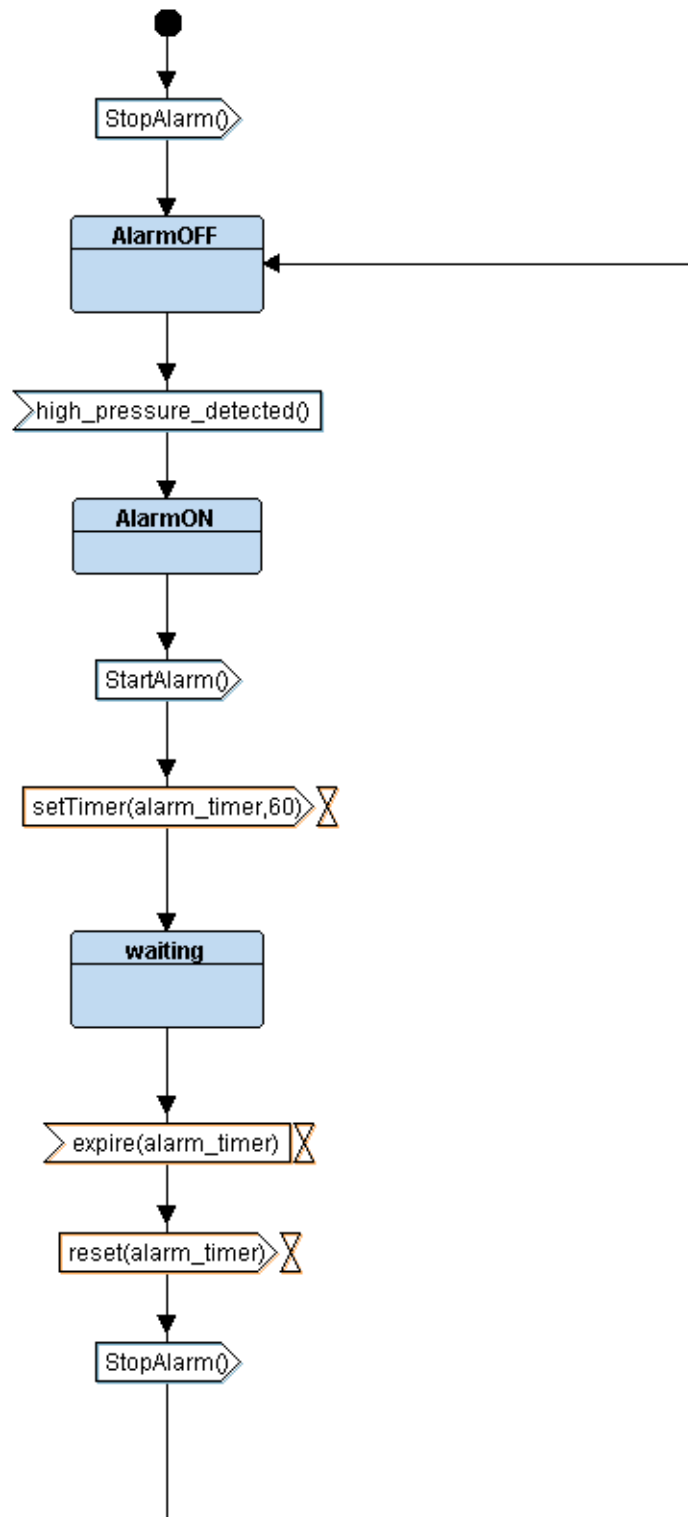 StopAlarm()
AlarmOFF
high_pressure_detected()
AlarmON
StartAlarm()
setTimer(alarm_timer,60)
waiting
expire(alarm_timer)
reset(alarm_timer)
StopAlarm()